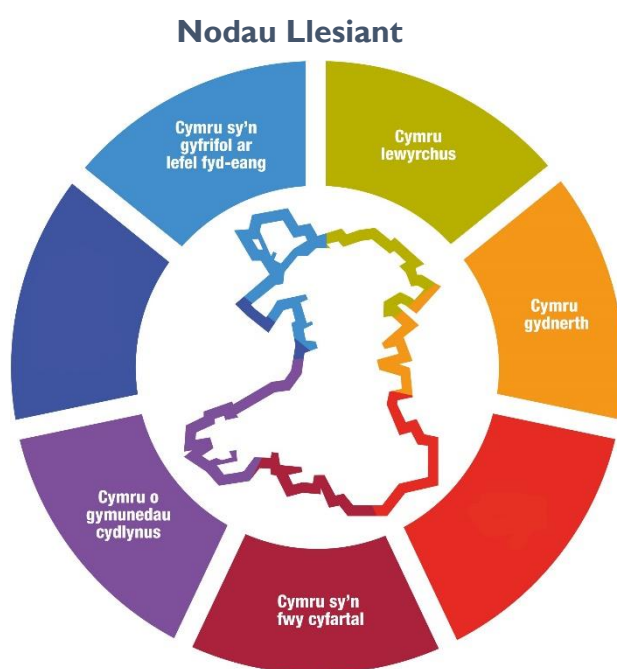 Nodau Llesiant
Cymru sy'n
gyfrifol ar
lefel fyd-eang
Cymru
lewyrchus
Cymru
gydnerth
Cymru o
gymunedau
cydlynus
Cymru sy'n
fwy cyfartal